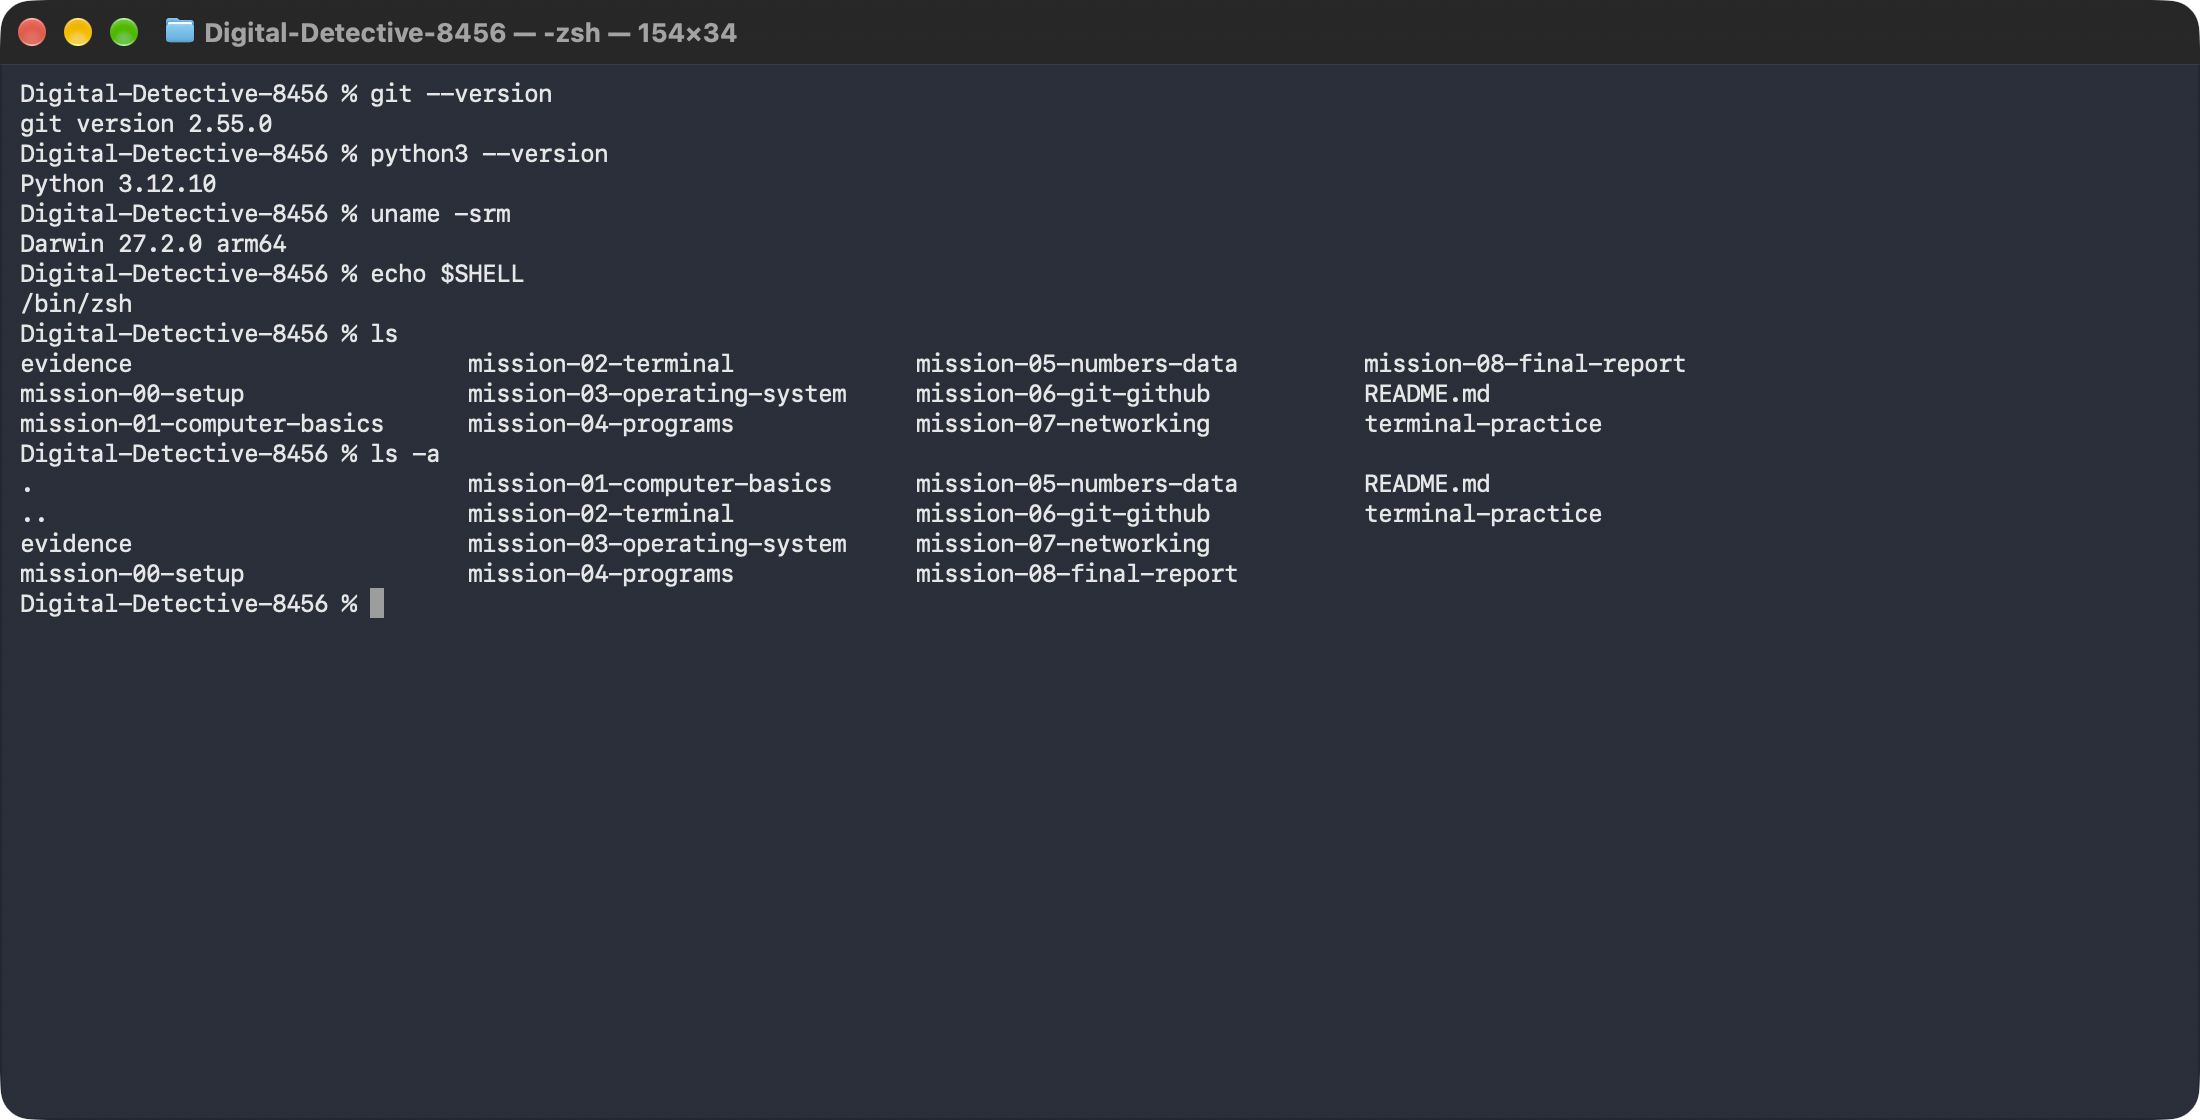 Digital-Detective-8456 — -zsh — 154×34
Digital-Detective-8456 % git --version
git version 2.55.0
Digital-Detective-8456 % python3 --version
Python 3.12.10
Digital-Detective-8456 % uname -srm
Darwin 27.2.0 arm64
Digital-Detective-8456 % echo $SHELL
/bin/zsh
Digital-Detective-8456 % ls
evidence mission-02-terminal mission-05-numbers-data mission-08-final-report
mission-00-setup mission-03-operating-system mission-06-git-github README.md
mission-01-computer-basics mission-04-programs mission-07-networking terminal-practice
Digital-Detective-8456 % ls -a
. mission-01-computer-basics mission-05-numbers-data README.md
.. mission-02-terminal mission-06-git-github terminal-practice
evidence mission-03-operating-system mission-07-networking
mission-00-setup mission-04-programs mission-08-final-report
Digital-Detective-8456 %